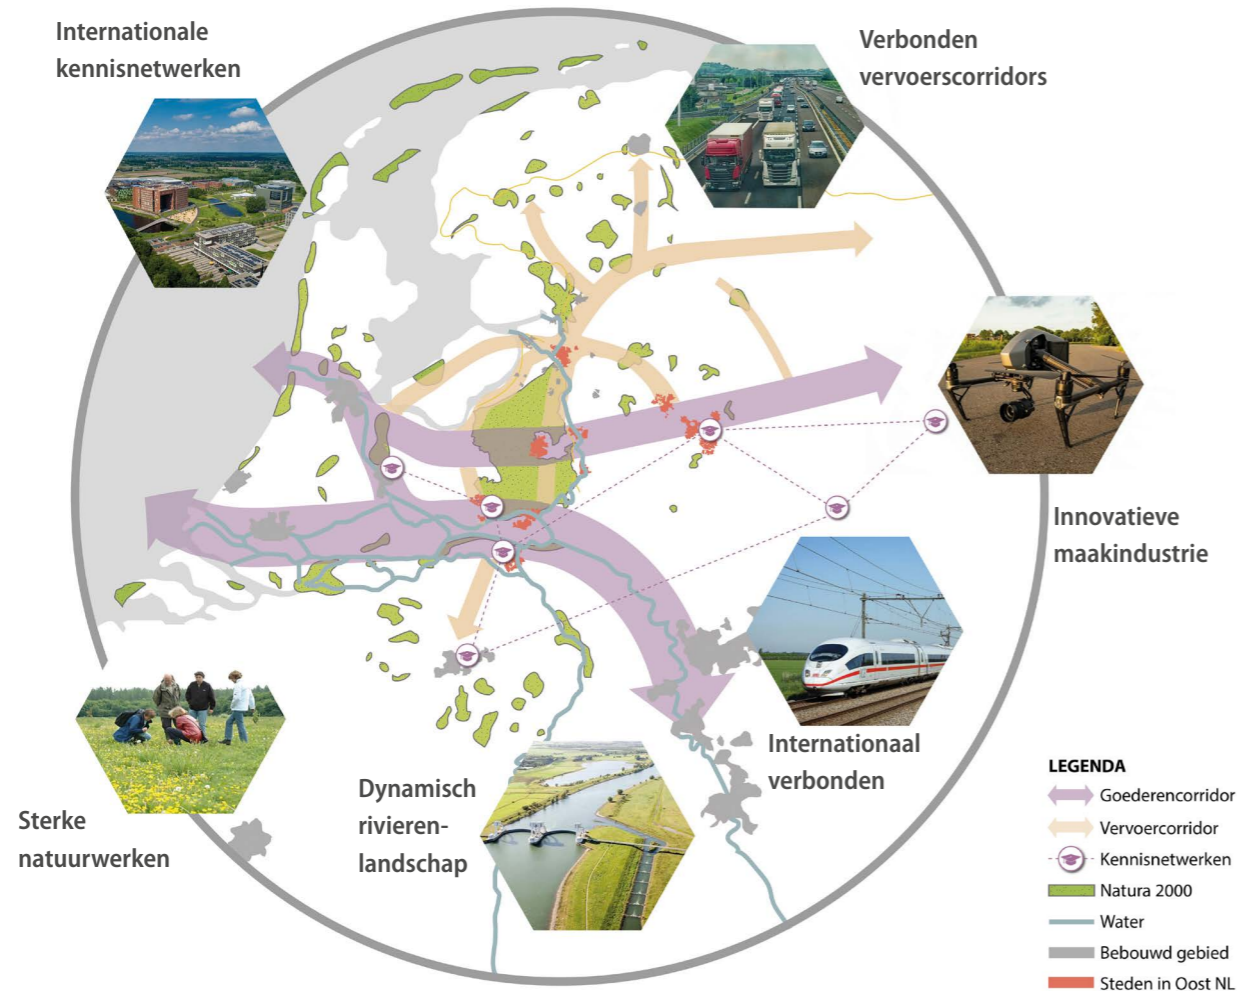 Internationale
kennisnetwerken
Verbonden
vervoerscorridors
Innovatieve
maakindustrie
Internationaal
verbonden
Dynamisch
rivieren-
landschap
Sterke
natuurwerken
LEGENDA
Goederencorridor
Vervoercorridor
Kennisnetwerken
Natura 2000
Water
Bebouwd gebied
Steden in Oost NL